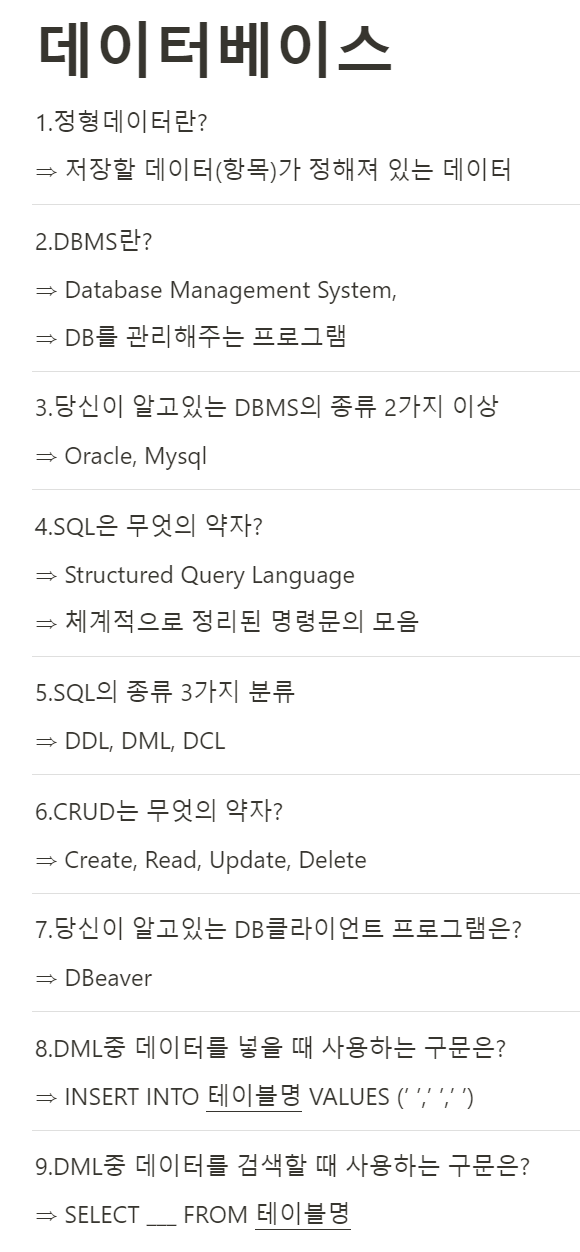 데이터베이스
1.정형데이터란?
⇒ 저장할 데이터(항목)가 정해져 있는 데이터
2.DBMS란?
⇒ Database Management System,
⇒ DB를 관리해주는 프로그램
3.당신이 알고있는 DBMS의 종류 2가지 이상
⇒ Oracle, Mysql
4.SQL은 무엇의 약자?
⇒ Structured Query Language
⇒ 체계적으로 정리된 명령문의 모음
5.SQL의 종류 3가지 분류
⇒ DDL, DML, DCL
6.CRUD는 무엇의 약자?
⇒ Create, Read, Update, Delete
7.당신이 알고있는 DB클라이언트 프로그램은?
⇒ DBeaver
8.DML중 데이터를 넣을 때 사용하는 구문은?
⇒ INSERT INTO 테이블명 VALUES (‘ ’,’ ‘,’ ’)
9.DML중 데이터를 검색할 때 사용하는 구문은?
⇒ SELECT ___ FROM 테이블명